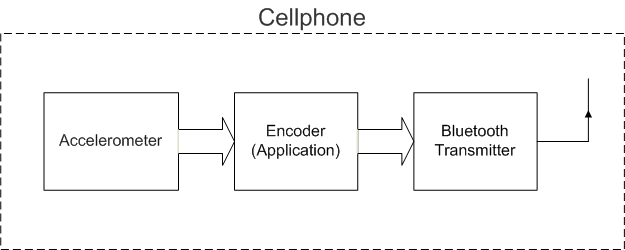 Cellphone
Accelerometer
Encoder
(Application)
Bluetooth
Transmitter